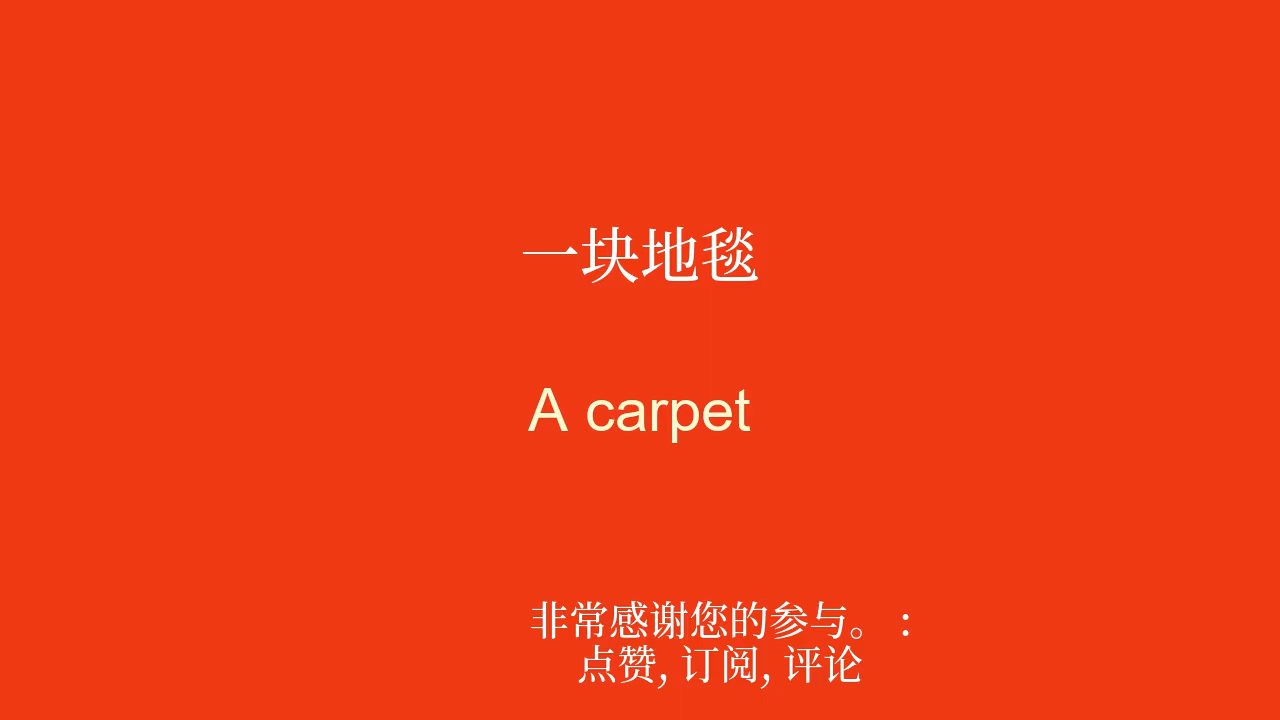 一块地毯
A carpet
非常感谢您的参与。 :
点赞, 订阅, 评论